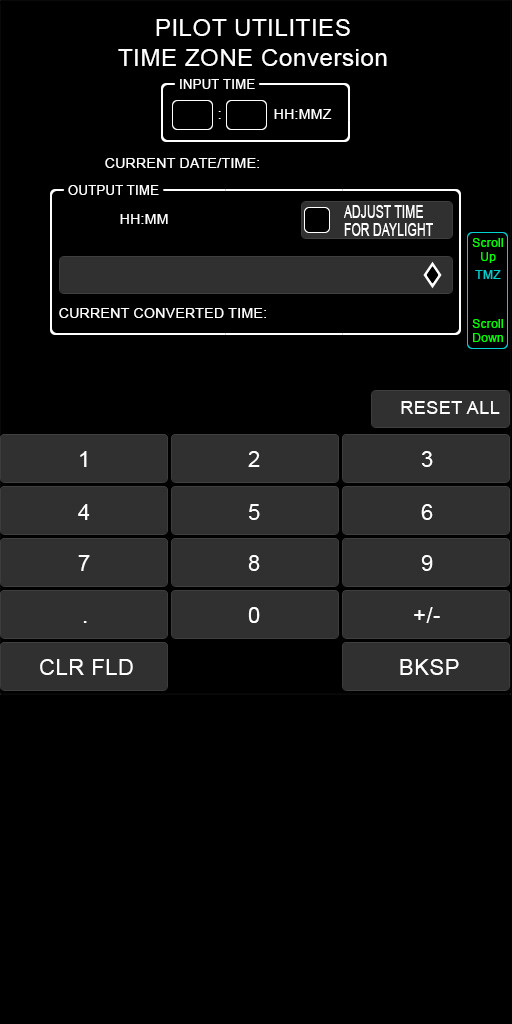 PILOT UTILITIES
TIME ZONE Conversion
INPUT TIME
: HH:MMZ
CURRENT DATE/TIME:
OUTPUT TIME
HH:MM
ADJUST TIME
FOR DAYLIGHT
CURRENT CONVERTED TIME:
Scroll
Up
TMZ
Scroll
Down
RESET ALL
1 2 3
4 5 6
7 8 9
. 0 +/-
CLR FLD BKSP